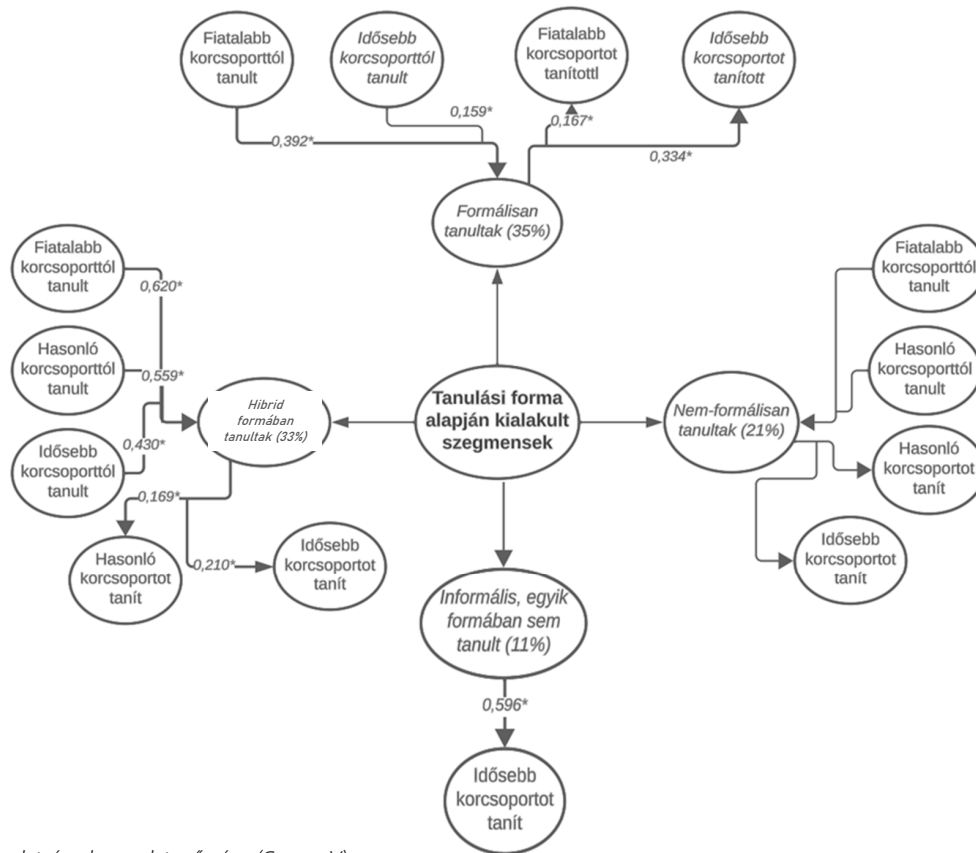 Fiatalabb
korcsoporttól
tanult
Idősebb
korcsoporttól
tanult
Fiatalabb
korcsoportot
tanítottl
Idősebb
korcsoportot
tanított
0,392*
0,159*
0,167*
0,334*
Formálisan
tanultak (35%)
Fiatalabb
korcsoporttól
tanult
0,620*
Hasonló
korcsoporttól
tanult
0,559*
Idősebb
korcsoporttól
tanult
0,430*
Hibrid
formában
tanultak (33%)
0,169*
Hasonló
korcsoportot
tanít
0,210*
Idősebb
korcsoportot
tanít
Tanulási forma
alapján kialakult
szegmensek
Fiatalabb
korcsoporttól
tanult
Hasonló
korcsoporttól
tanult
Nem-formálisan
tanultak (21%)
Hasonló
korcsoportot
tanít
Idősebb
korcsoportot
tanít
Informális, egyik
formában sem
tanult (11%)
0,596*
Idősebb
korcsoportot
tanít